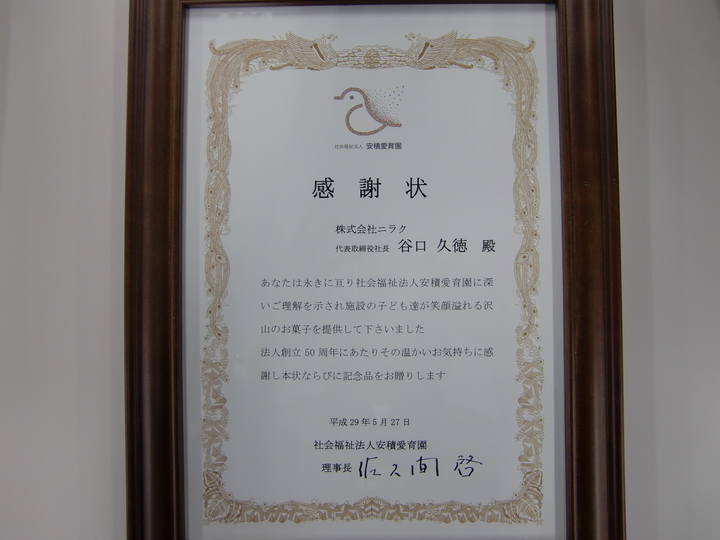 社会福祉法人 安積愛育園
感謝状
株式会社ニラク
代表取締役社長 谷口 久徳 殿
あなたは永きに亘り社会福祉法人安積愛育園に深
いご理解を示され施設の子ども達が笑顔溢れる沢
山のお菓子を提供して下さいました
法人創立50周年にあたりその温かいお気持ちに感
謝し本状ならびに記念品をお贈りします
平成29年5月27日
社会福祉法人安積愛育園
理事長 佐久間 啓